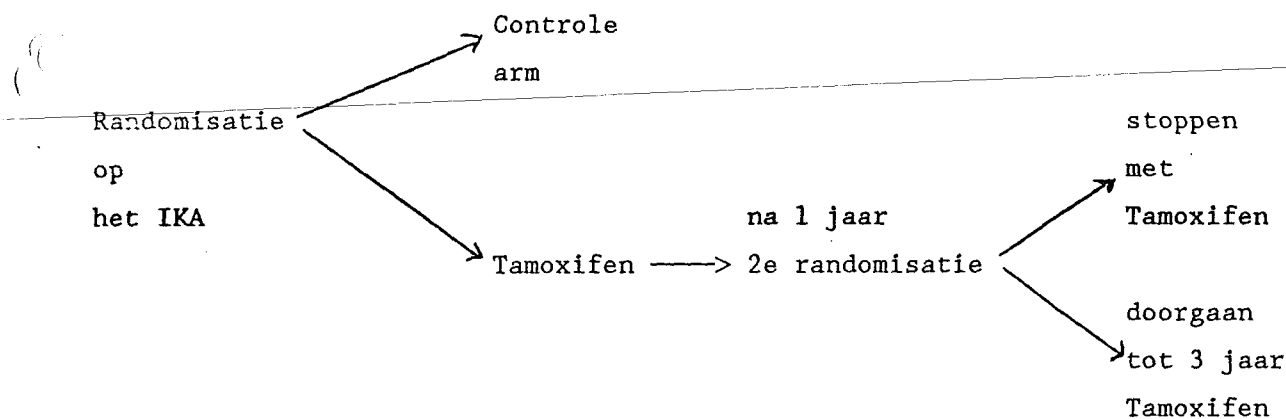 Controle
arm
Randomisatie
op
het IKA
na 1 jaar
Tamoxifen ——> 2e randomisatie
stoppen
met
Tamoxifen
doorgaan
tot 3 jaar
Tamoxifen